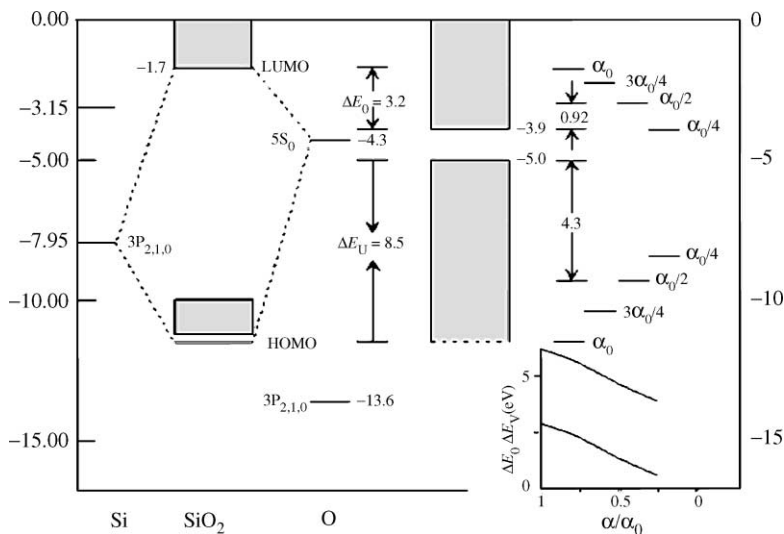 0.00
−3.15
−5.00
−7.95
−10.00
−15.00
−1.7
LUMO
3P2,1,0
HOMO
5S0
−4.3
3P2,1,0
−13.6
ΔE0 = 3.2
ΔEU = 8.5
−3.9
−5.0
α0
3α0/4
0.92
α0/2
α0/4
4.3
α0/4
α0/2
3α0/4
α0
0
−5
−10
−15
ΔE0 ΔEV(eV)
5
0
1
0.5
0
α/α0
Si
SiO2
O